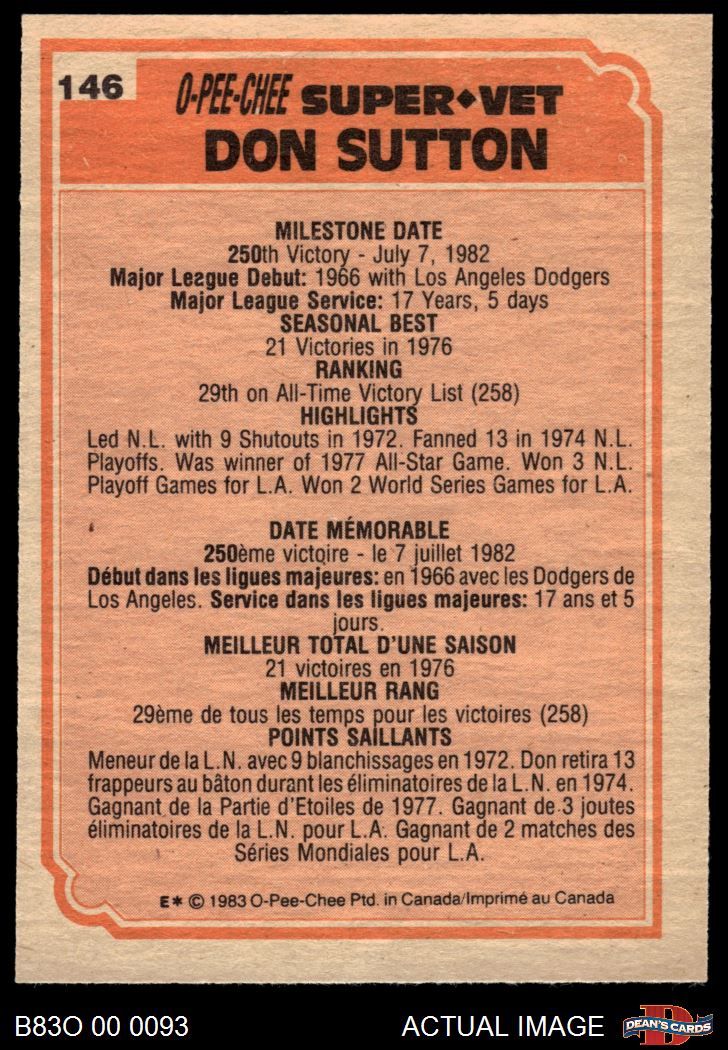 146
O-PEE-CHEE SUPER◆VET
DON SUTTON
MILESTONE DATE
250th Victory - July 7, 1982
Major League Debut: 1966 with Los Angeles Dodgers
Major League Service: 17 Years, 5 days
SEASONAL BEST
21 Victories in 1976
RANKING
29th on All-Time Victory List (258)
HIGHLIGHTS
Led N.L. with 9 Shutouts in 1972. Fanned 13 in 1974 N.L.
Playoffs. Was winner of 1977 All-Star Game. Won 3 N.L.
Playoff Games for L.A. Won 2 World Series Games for L.A.
DATE MÉMORABLE
250ème victoire - le 7 juillet 1982
Début dans les ligues majeures: en 1966 avec les Dodgers de
Los Angeles. Service dans les ligues majeures: 17 ans et 5
jours.
MEILLEUR TOTAL D'UNE SAISON
21 victoires en 1976
MEILLEUR RANG
29ème de tous les temps pour les victoires (258)
POINTS SAILLANTS
Meneur de la L.N. avec 9 blanchissages en 1972. Don retira 13
frappeurs au bâton durant les éliminatoires de la L.N. en 1974.
Gagnant de la Partie d'Etoiles de 1977. Gagnant de 3 joutes
éliminatoires de la L.N. pour L.A. Gagnant de 2 matches des
Séries Mondiales pour L.A.
E* © 1983 O-Pee-Chee Ptd. in Canada/Imprimé au Canada
B83O 00 0093
ACTUAL IMAGE
D
DEAN'S CARDS